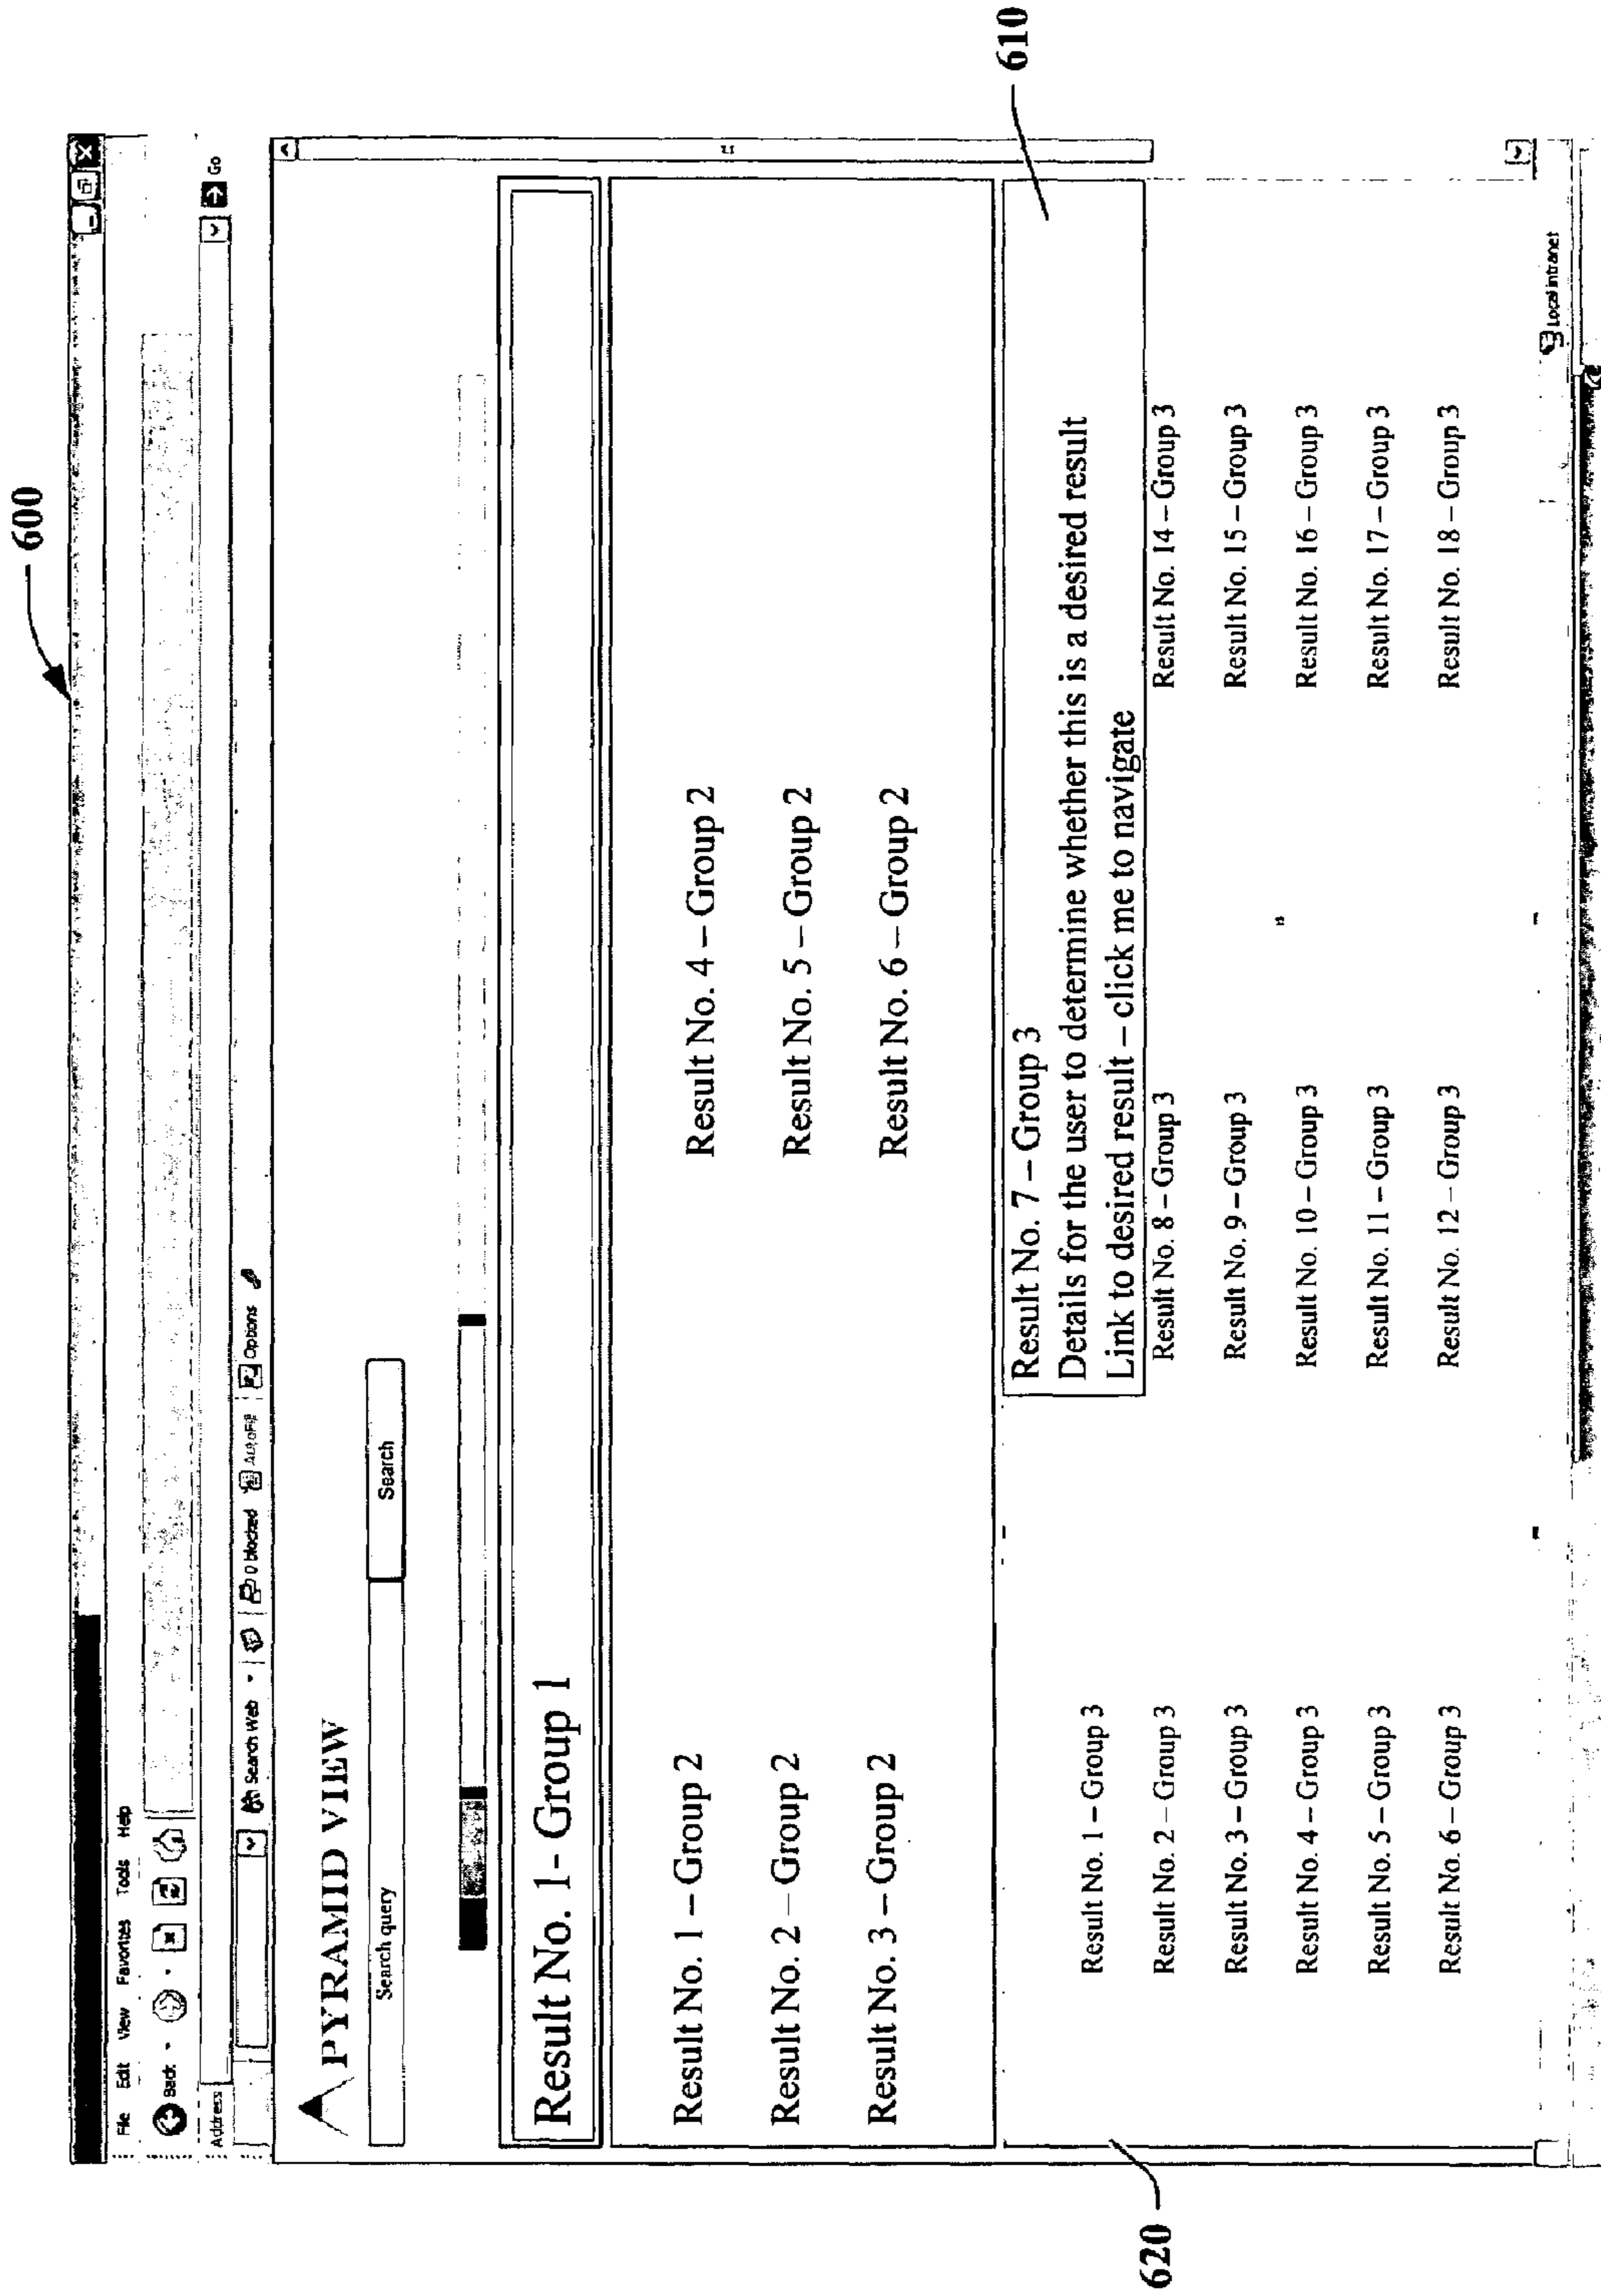 600
File Edit View Favorites Tools Help
Back
Address
Go
Search Web
0 blocked
AutoFill
Options
PYRAMID VIEW
Search query
Search
Result No. 1- Group 1
Result No. 1 – Group 2
Result No. 4 – Group 2
Result No. 2 – Group 2
Result No. 5 – Group 2
Result No. 3 – Group 2
Result No. 6 – Group 2
610
Result No. 7 – Group 3
Details for the user to determine whether this is a desired result
Link to desired result – click me to navigate
620
Result No. 1 – Group 3
Result No. 2 – Group 3
Result No. 8 – Group 3
Result No. 14 – Group 3
Result No. 3 – Group 3
Result No. 9 – Group 3
Result No. 15 – Group 3
Result No. 4 – Group 3
Result No. 10 – Group 3
Result No. 16 – Group 3
Result No. 5 – Group 3
Result No. 11 – Group 3
Result No. 17 – Group 3
Result No. 6 – Group 3
Result No. 12 – Group 3
Result No. 18 – Group 3
Local intranet